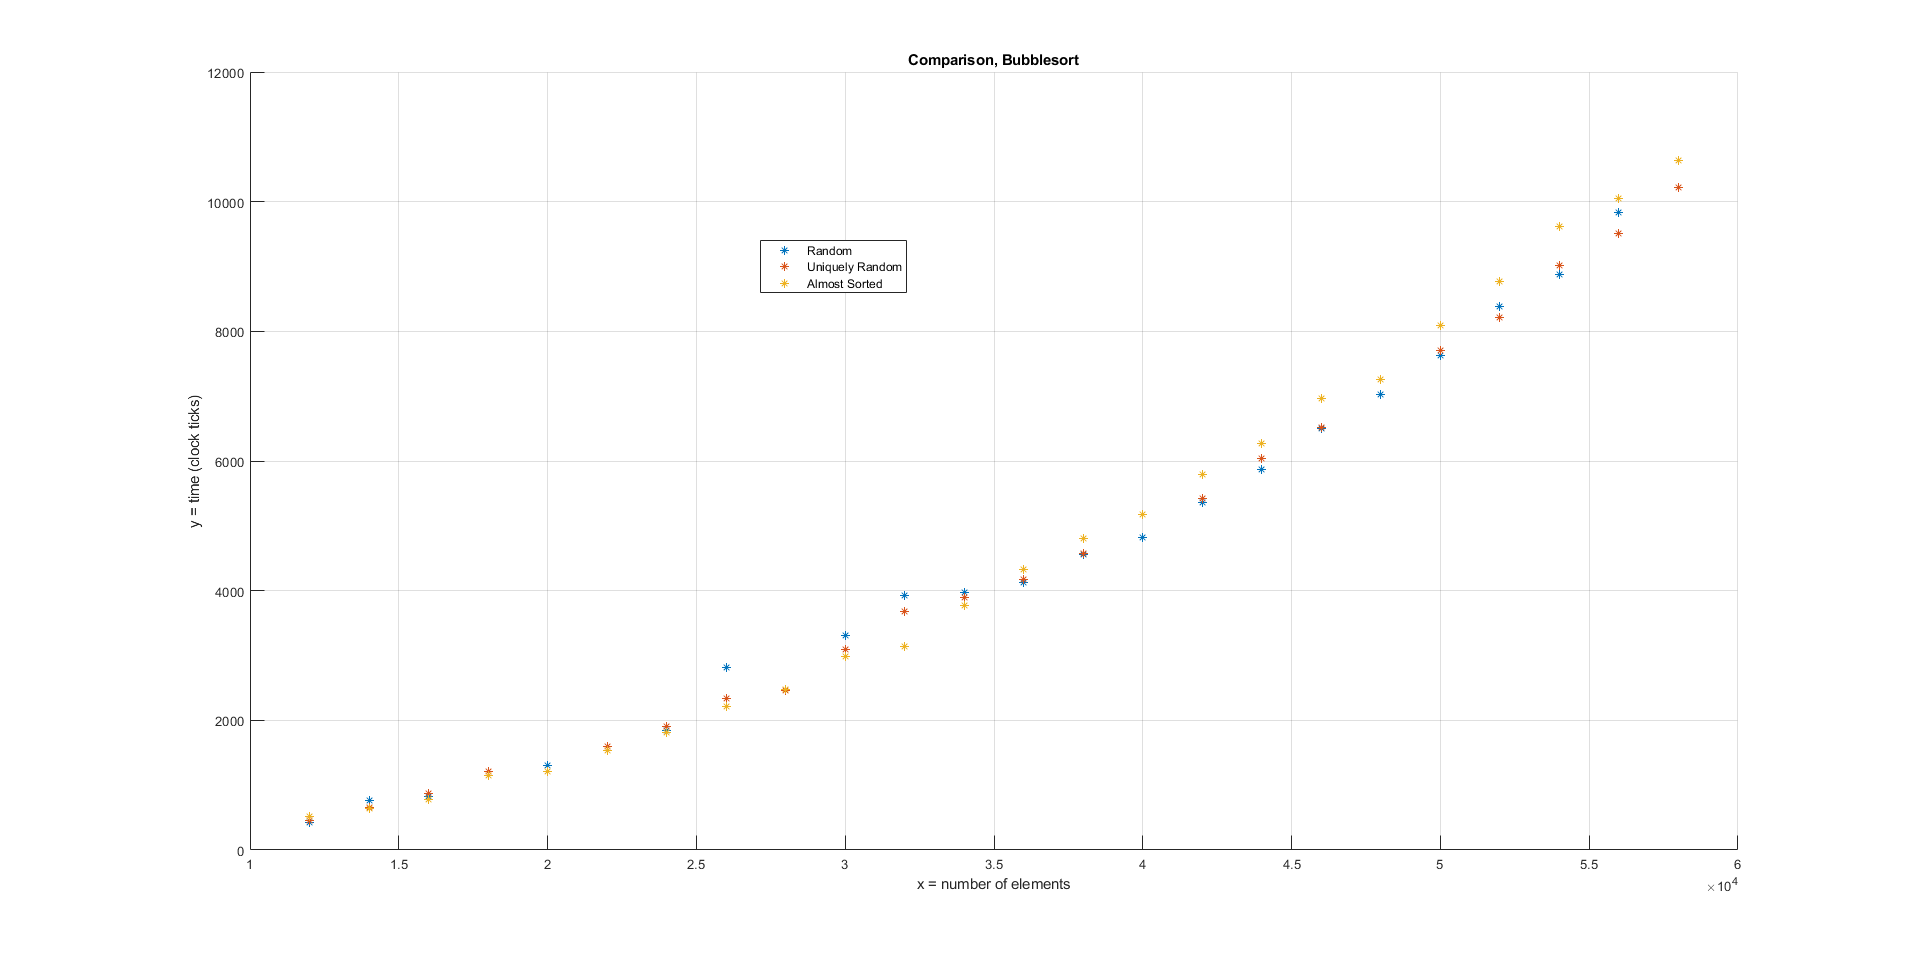 Comparison, Bubblesort
12000
10000
8000
6000
4000
2000
0
y = time (clock ticks)
Random
Uniquely Random
Almost Sorted
1 1.5 2 2.5 3 3.5 4 4.5 5 5.5 6
x = number of elements
×10⁴